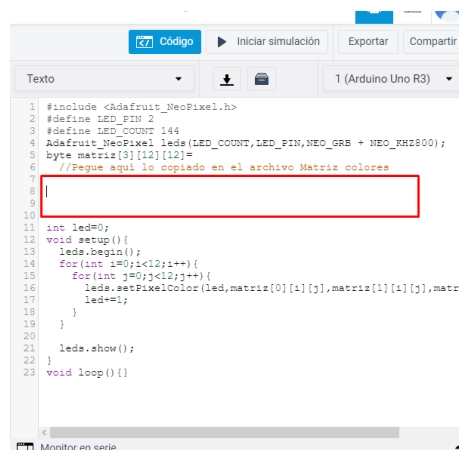 Código
Iniciar simulación
Exportar
Compartir
Texto
1 (Arduino Uno R3)
1 #include <Adafruit_NeoPixel.h>
2 #define LED_PIN 2
3 #define LED_COUNT 144
4 Adafruit_NeoPixel leds(LED_COUNT,LED_PIN,NEO_GRB + NEO_KHZ800);
5 byte matriz[3][12][12]=
6 //Pegue aquí lo copiado en el archivo Matriz colores
7
8
9
10
11 int led=0;
12 void setup(){
13 leds.begin();
14 for(int i=0;i<12;i++){
15 for(int j=0;j<12;j++){
16 leds.setPixelColor(led,matriz[0][i][j],matriz[1][i][j],matr
17 led+=1;
18 }
19 }
20
21 leds.show();
22 }
23 void loop(){}
Monitor en serie